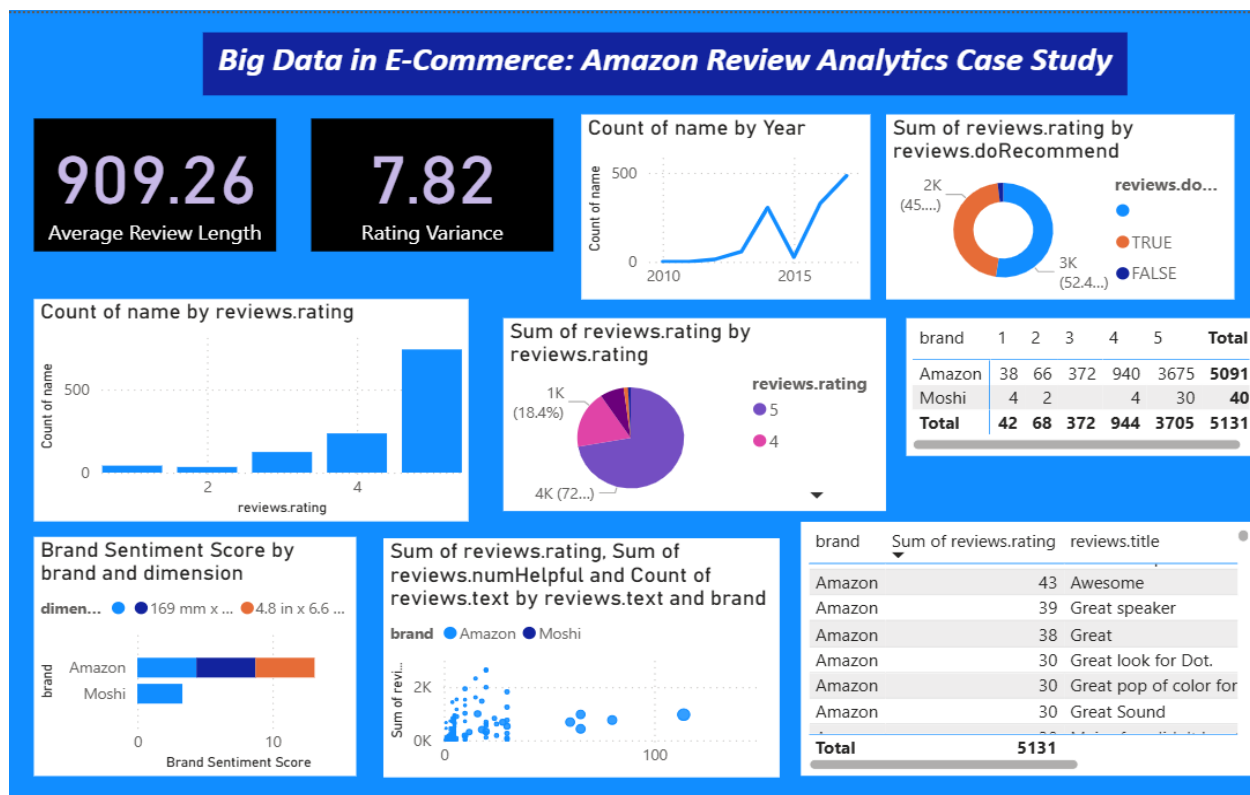 Big Data in E-Commerce: Amazon Review Analytics Case Study
909.26
Average Review Length
7.82
Rating Variance
Count of name by Year
Count of name
500
0
2010
2015
Sum of reviews.rating by
reviews.doRecommend
2K
(45....)
3K
(52.4...)
reviews.do...
TRUE
FALSE
Count of name by reviews.rating
Count of name
500
0
2
4
reviews.rating
Sum of reviews.rating by
reviews.rating
1K
(18.4%)
4K (72...)
reviews.rating
5
4
brand 1 2 3 4 5 Total
Amazon 38 66 372 940 3675 5091
Moshi 4 2 4 30 40
Total 42 68 372 944 3705 5131
Brand Sentiment Score by
brand and dimension
dimen... 169 mm x ... 4.8 in x 6.6 ...
brand
Amazon
Moshi
0
10
Brand Sentiment Score
Sum of reviews.rating, Sum of
reviews.numHelpful and Count of
reviews.text by reviews.text and brand
brand Amazon Moshi
Sum of revi...
2K
0K
0
100
brand Sum of reviews.rating reviews.title
Amazon 43 Awesome
Amazon 39 Great speaker
Amazon 38 Great
Amazon 30 Great look for Dot.
Amazon 30 Great pop of color for
Amazon 30 Great Sound
Total 5131